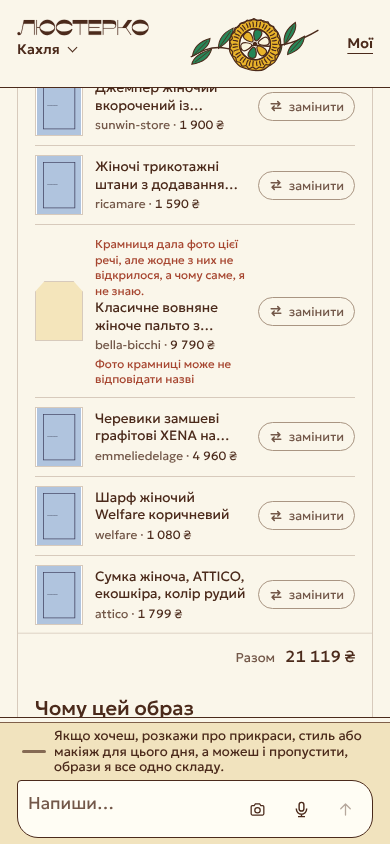 ЛЮСТЕРКО
Кахля
Мої
Джемпер жіночий
вкорочений із…
sunwin-store · 1 900 ₴
замінити
Жіночі трикотажні
штани з додавання…
ricamare · 1 590 ₴
замінити
Крамниця дала фото цієї
речі, але жодне з них не
відкрилося, а чому саме, я
не знаю.
Класичне вовняне
жіноче пальто з…
bella-bicchi · 9 790 ₴
Фото крамниці може не
відповідати назві
замінити
Черевики замшеві
графітові XENA на…
emmeliedelage · 4 960 ₴
замінити
Шарф жіночий
Welfare коричневий
welfare · 1 080 ₴
замінити
Сумка жіноча, ATTICO,
екошкіра, колір рудий
attico · 1 799 ₴
замінити
Разом 21 119 ₴
Чому цей образ
Якщо хочеш, розкажи про прикраси, стиль або
макіяж для цього дня, а можеш і пропустити,
образи я все одно складу.
Напиши…